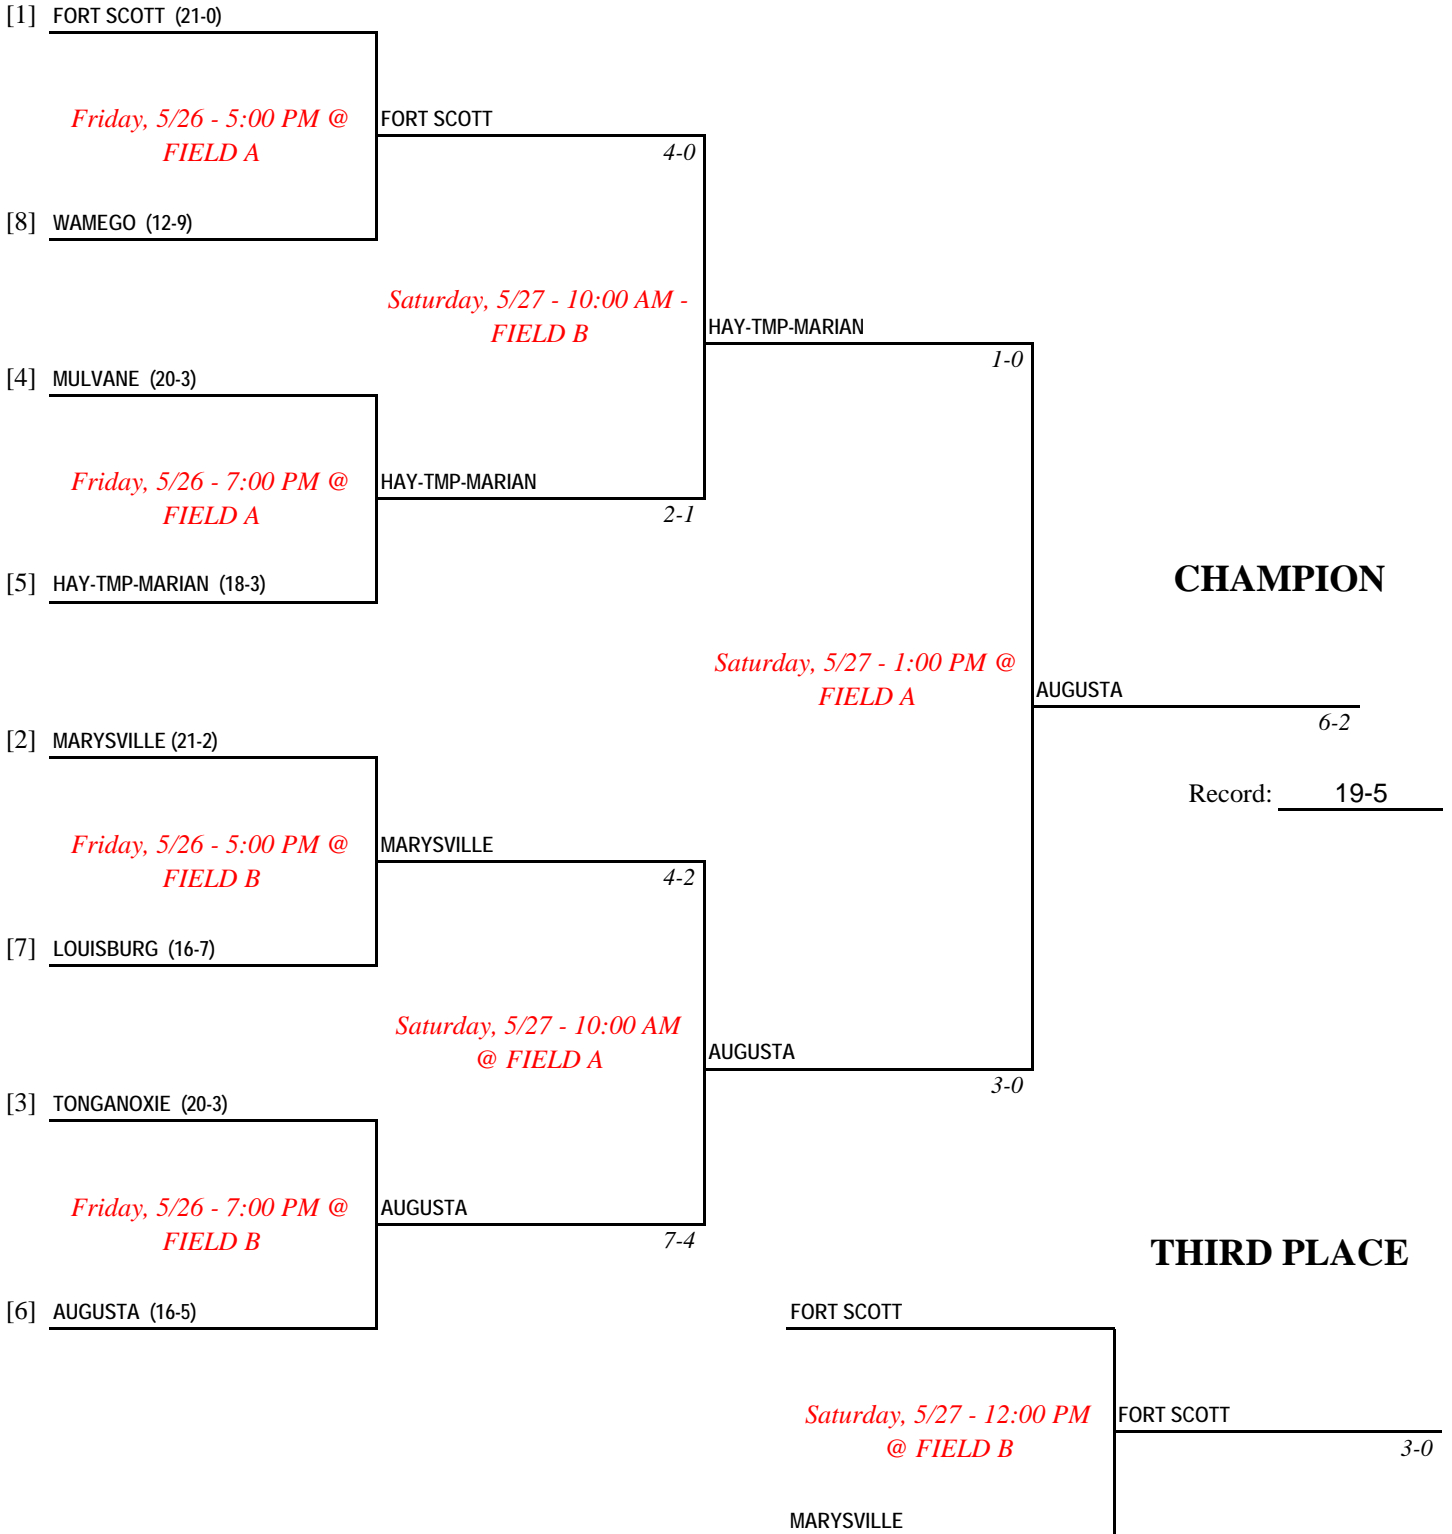 [1] FORT SCOTT (21-0)
Friday, 5/26 - 5:00 PM @
FIELD A
FORT SCOTT
4-0
[8] WAMEGO (12-9)
Saturday, 5/27 - 10:00 AM -
FIELD B
HAY-TMP-MARIAN
1-0
[4] MULVANE (20-3)
Friday, 5/26 - 7:00 PM @
FIELD A
HAY-TMP-MARIAN
2-1
[5] HAY-TMP-MARIAN (18-3)
CHAMPION
Saturday, 5/27 - 1:00 PM @
FIELD A
AUGUSTA
6-2
Record: 19-5
[2] MARYSVILLE (21-2)
Friday, 5/26 - 5:00 PM @
FIELD B
MARYSVILLE
4-2
[7] LOUISBURG (16-7)
Saturday, 5/27 - 10:00 AM
@ FIELD A
AUGUSTA
3-0
[3] TONGANOXIE (20-3)
Friday, 5/26 - 7:00 PM @
FIELD B
AUGUSTA
7-4
[6] AUGUSTA (16-5)
THIRD PLACE
FORT SCOTT
Saturday, 5/27 - 12:00 PM
@ FIELD B
FORT SCOTT
3-0
MARYSVILLE